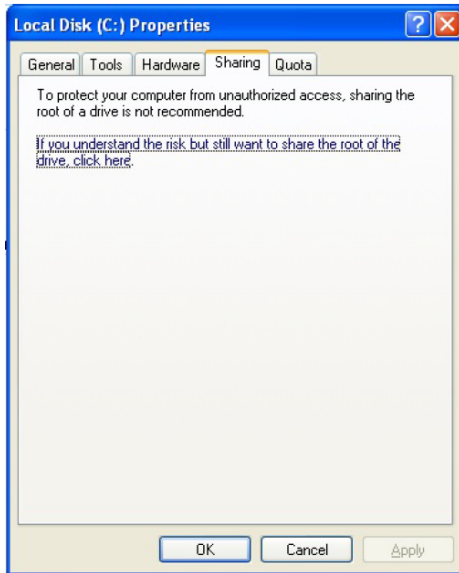 Local Disk (C:) Properties
General Tools Hardware Sharing Quota
To protect your computer from unauthorized access, sharing the
root of a drive is not recommended.
If you understand the risk but still want to share the root of the
drive, click here.
OK Cancel Apply